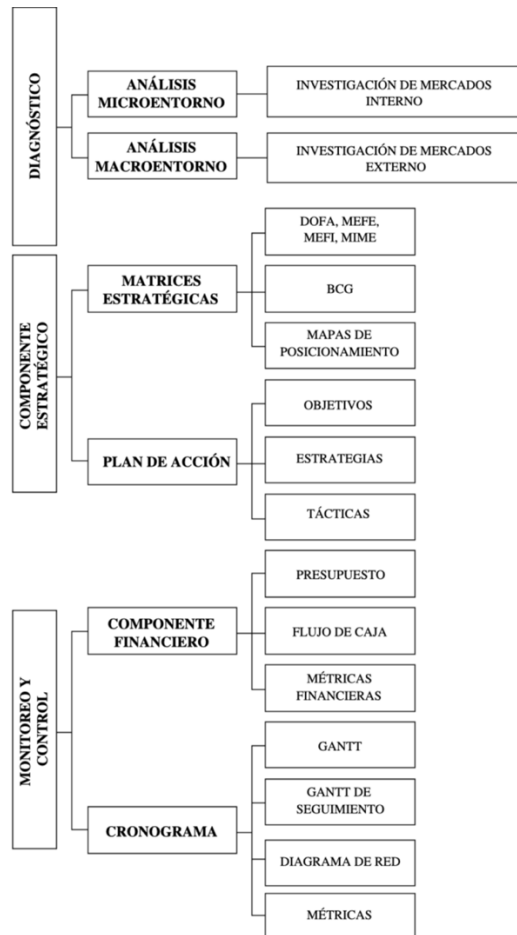 DIAGNÓSTICO
ANÁLISIS
MICROENTORNO
INVESTIGACIÓN DE MERCADOS
INTERNO
ANÁLISIS
MACROENTORNO
INVESTIGACIÓN DE MERCADOS
EXTERNO
COMPONENTE
ESTRATÉGICO
MATRICES
ESTRATÉGICAS
DOFA, MEFE,
MEFI, MIME
BCG
MAPAS DE
POSICIONAMIENTO
PLAN DE ACCIÓN
OBJETIVOS
ESTRATEGIAS
TÁCTICAS
MONITOREO Y
CONTROL
COMPONENTE
FINANCIERO
PRESUPUESTO
FLUJO DE CAJA
MÉTRICAS
FINANCIERAS
CRONOGRAMA
GANTT
GANTT DE
SEGUIMIENTO
DIAGRAMA DE RED
MÉTRICAS